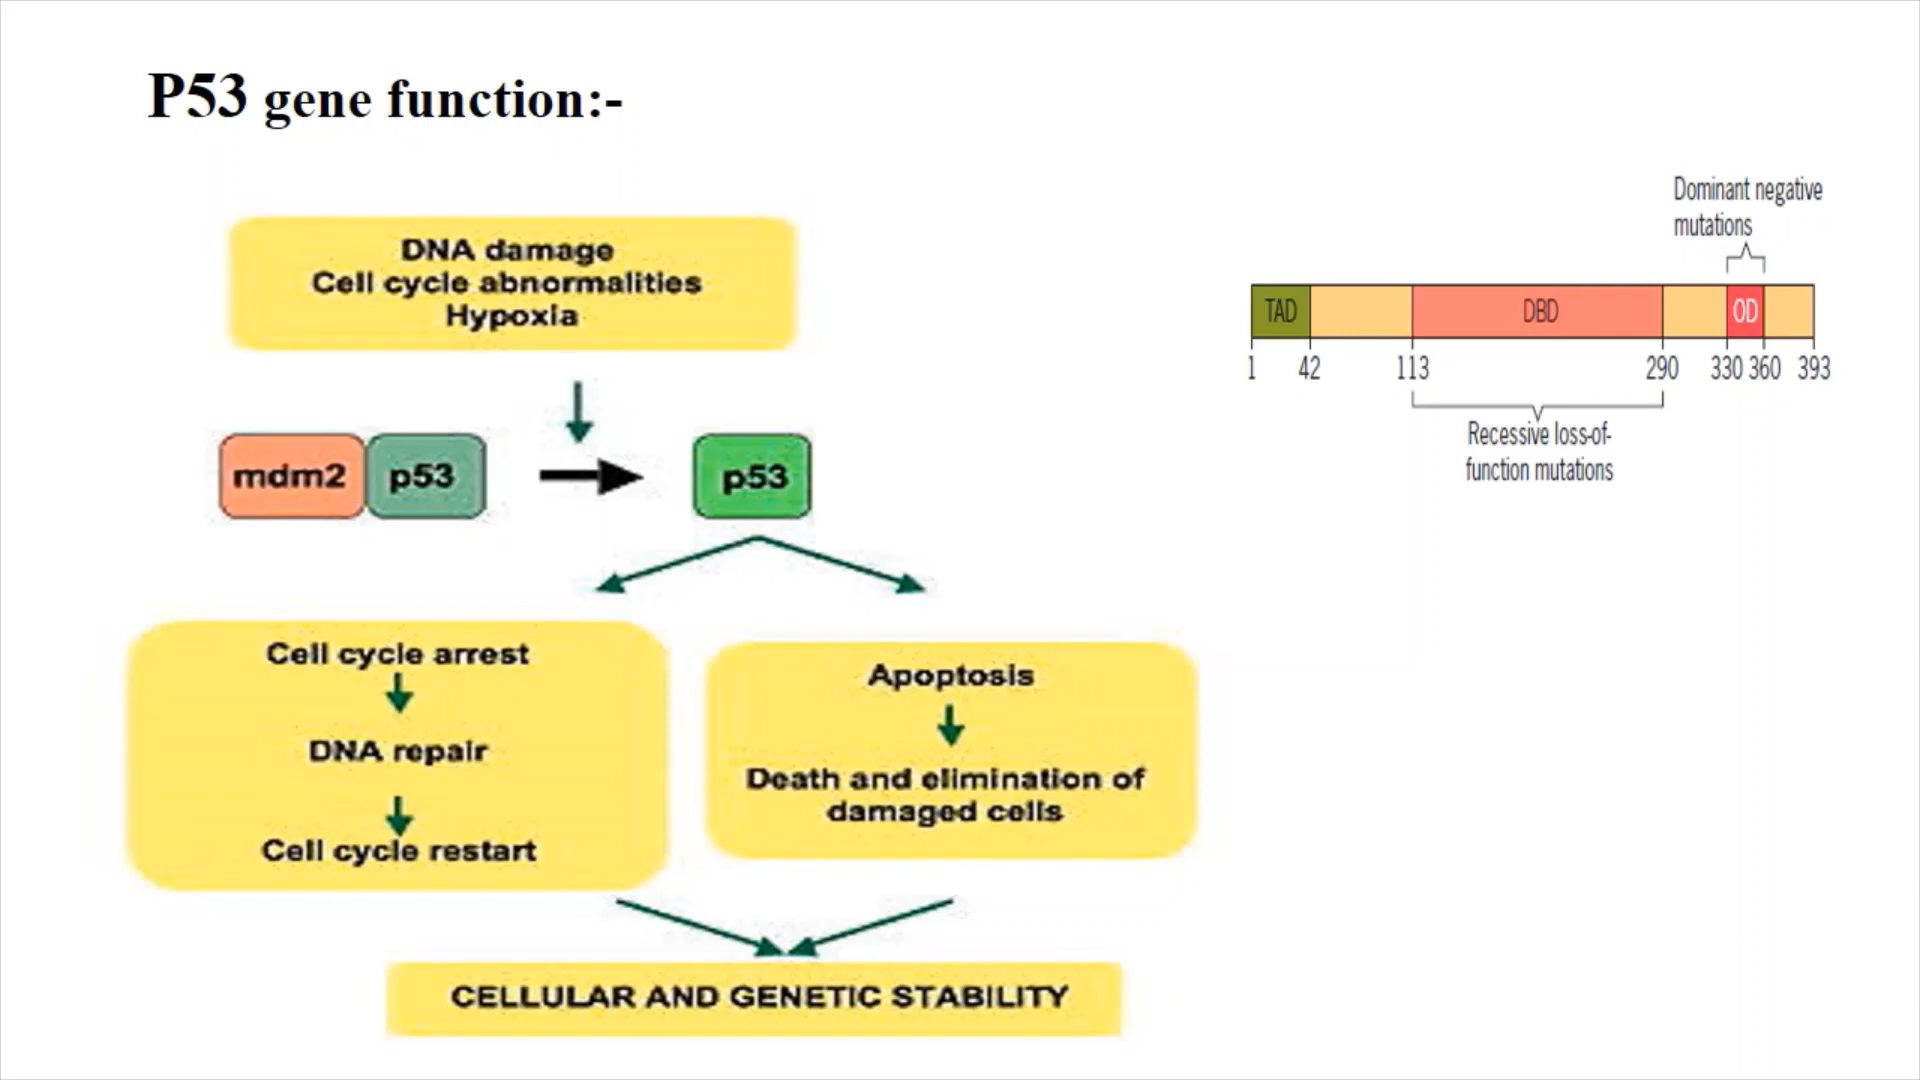 P53 gene function:-
DNA damage
Cell cycle abnormalities
Hypoxia
mdm2 p53
p53
Cell cycle arrest
DNA repair
Cell cycle restart
Apoptosis
Death and elimination of
damaged cells
CELLULAR AND GENETIC STABILITY
Dominant negative
mutations
TAD DBD OD
1 42 113 290 330 360 393
Recessive loss-of-
function mutations